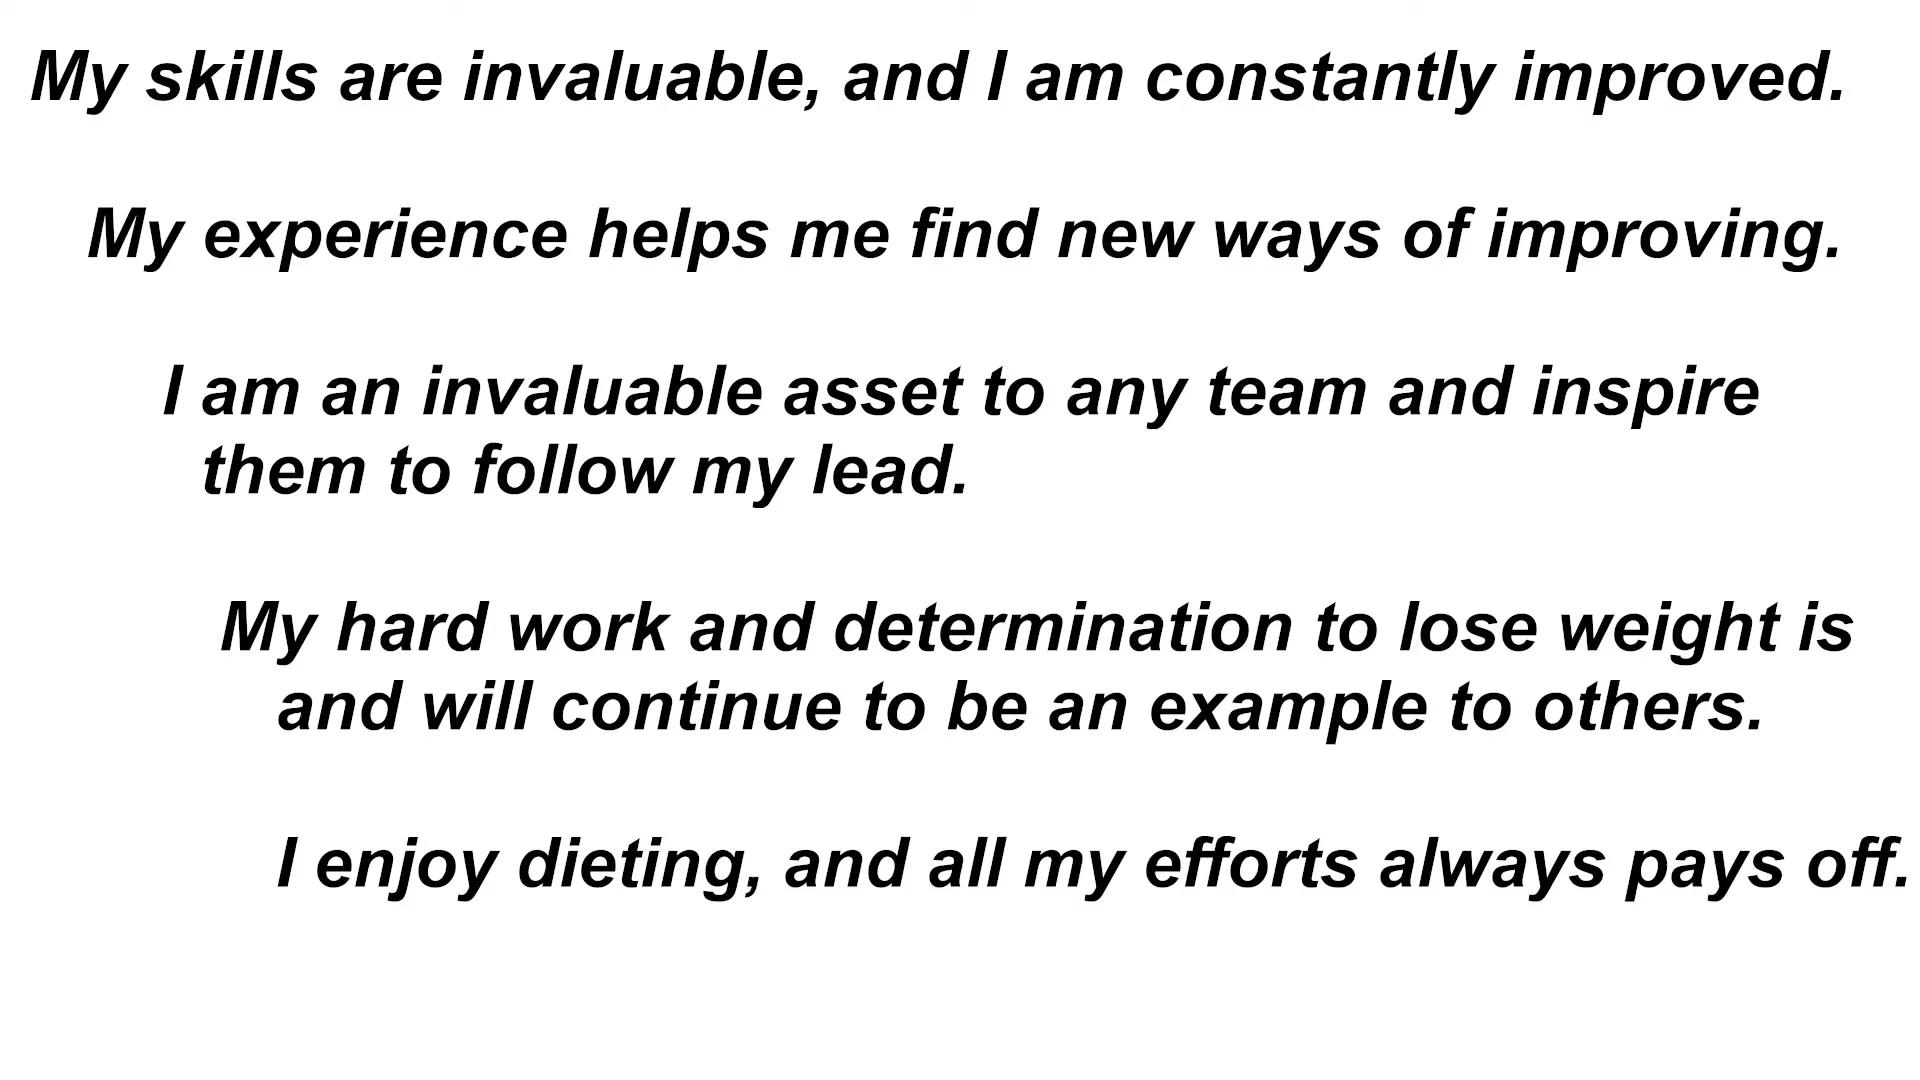 My skills are invaluable, and I am constantly improved.
My experience helps me find new ways of improving.
I am an invaluable asset to any team and inspire
them to follow my lead.
My hard work and determination to lose weight is
and will continue to be an example to others.
I enjoy dieting, and all my efforts always pays off.